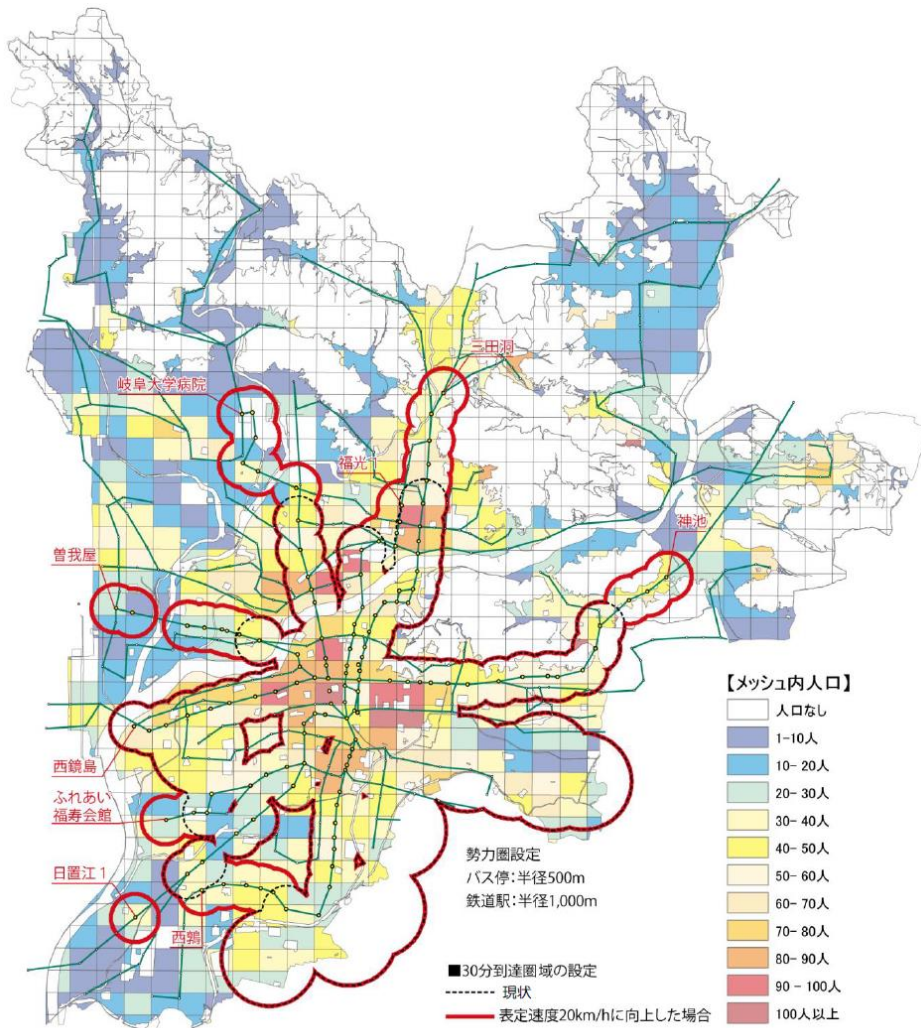 三田洞
岐阜大学病院
福光
神池
曽我屋
西鏡島
ふれあい
福寿会館
日置江1
西鶉
勢力圏設定
バス停:半径500m
鉄道駅:半径1,000m
■30分到達圏域の設定
現状
表定速度20km/hに向上した場合
【メッシュ内人口】
人口なし
1-10人
10-20人
20-30人
30-40人
40-50人
50-60人
60-70人
70-80人
80-90人
90-100人
100人以上